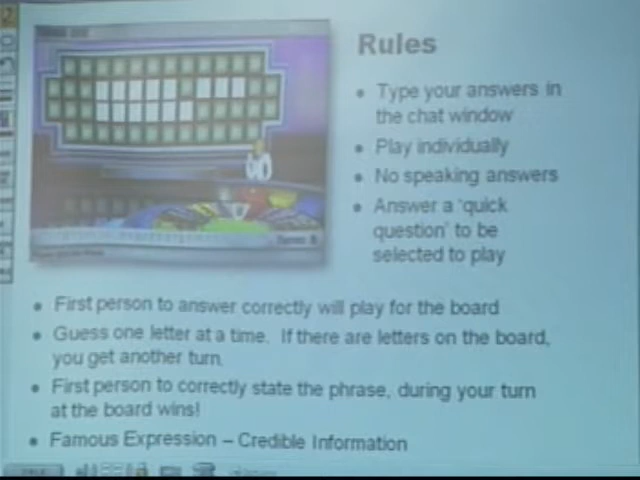 Rules
Type your answers in
the chat window
Play individually
No speaking answers
Answer a 'quick
question' to be
selected to play
First person to answer correctly will play for the board
Guess one letter at a time. If there are letters on the board,
you get another turn.
First person to correctly state the phrase, during your turn
at the board wins!
Famous Expression – Credible Information